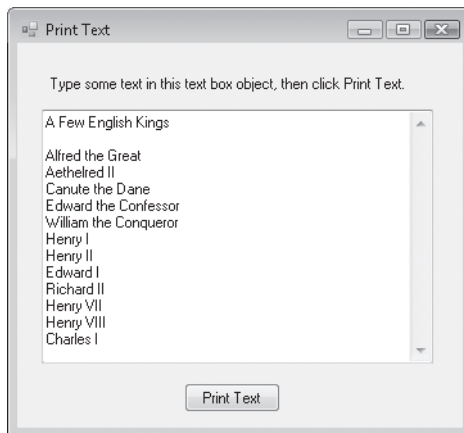 Print Text
Type some text in this text box object, then click Print Text.
A Few English Kings
Alfred the Great
Aethelred II
Canute the Dane
Edward the Confessor
William the Conqueror
Henry I
Henry II
Edward I
Richard II
Henry VII
Henry VIII
Charles I
Print Text